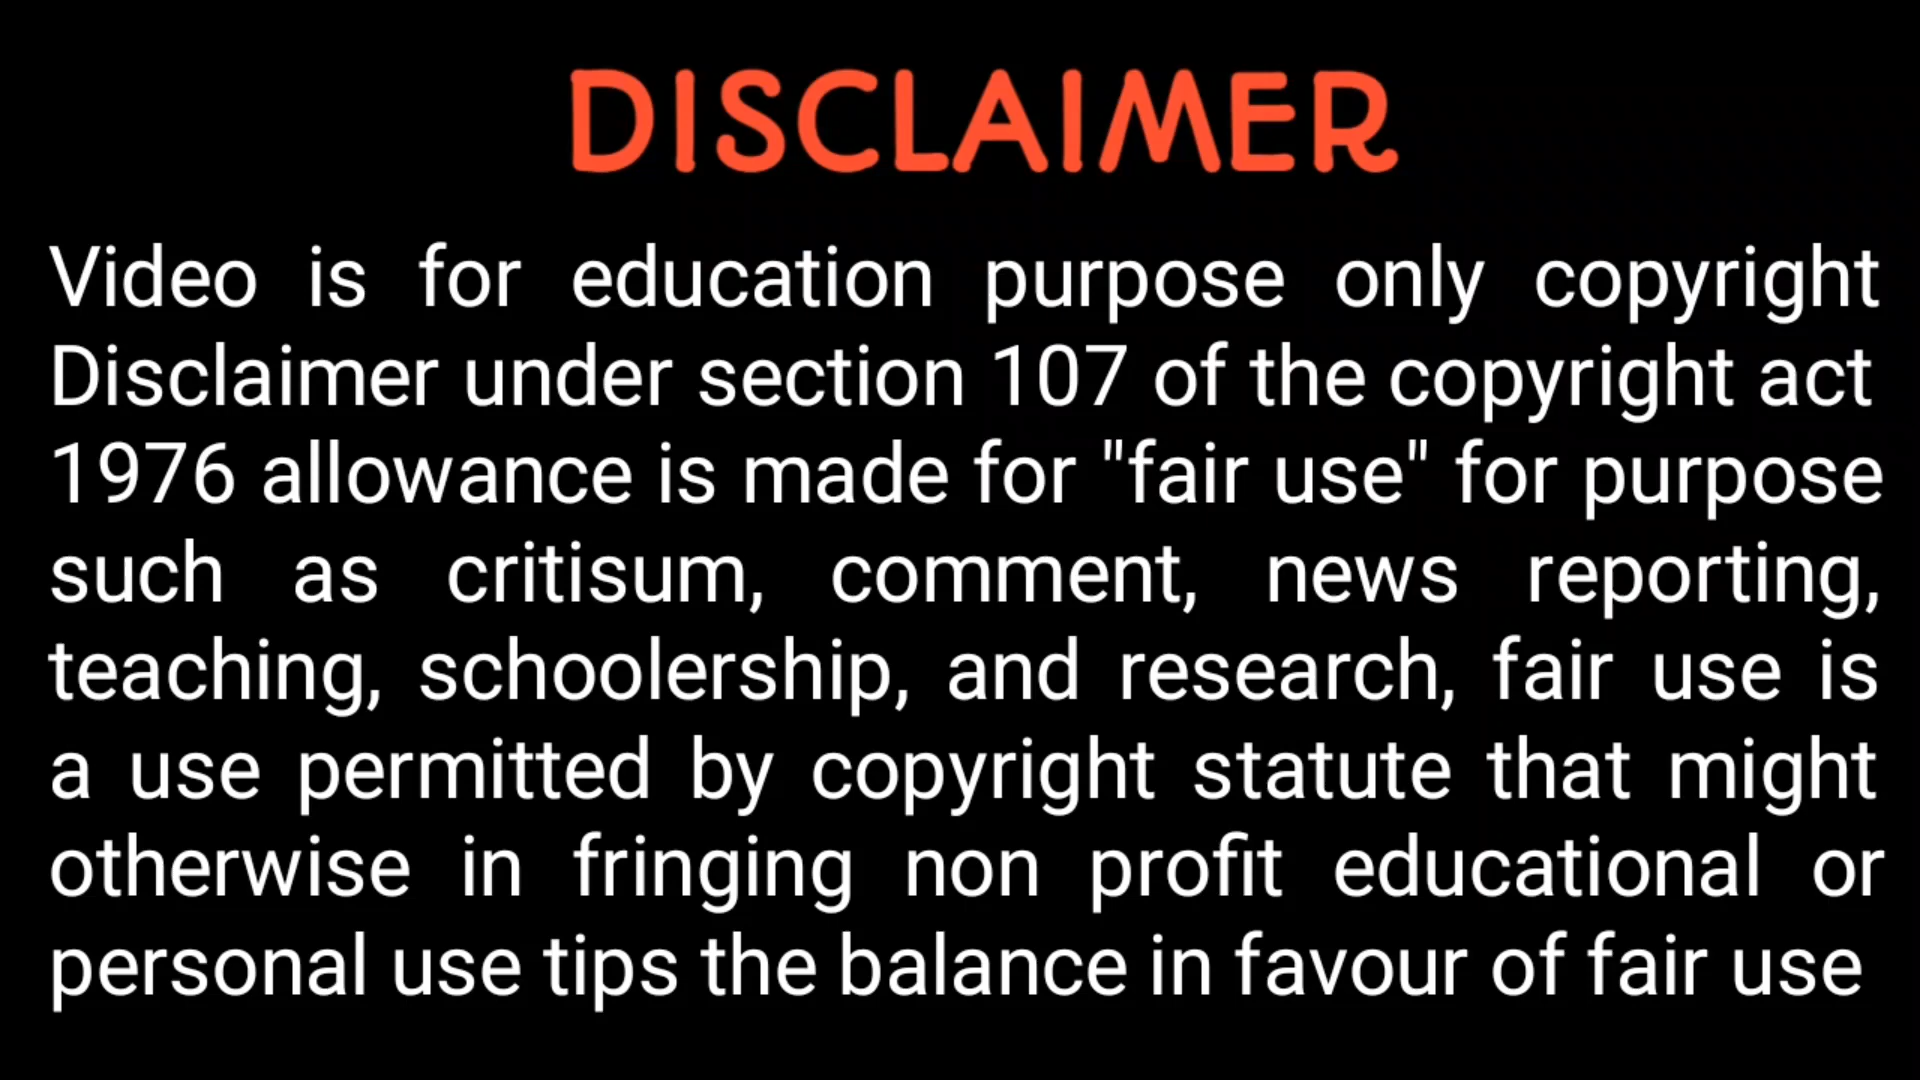 DISCLAIMER
Video is for education purpose only copyright
Disclaimer under section 107 of the copyright act
1976 allowance is made for "fair use" for purpose
such as critisum, comment, news reporting,
teaching, schoolership, and research, fair use is
a use permitted by copyright statute that might
otherwise in fringing non profit educational or
personal use tips the balance in favour of fair use